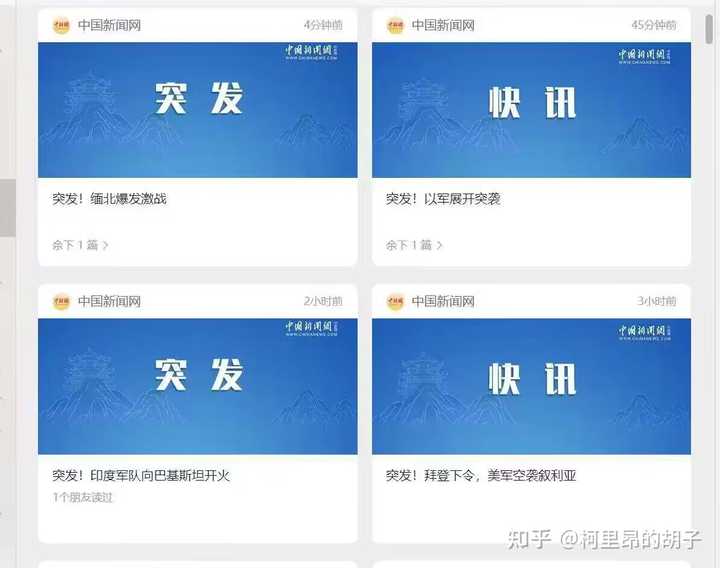 中国新闻网
4分钟前
中国新闻網
WWW.CHINANEWS.COM
突发
突发！缅北爆发激战
余下 1 篇 >
中国新闻网
45分钟前
中国新闻網
WWW.CHINANEWS.COM
快讯
突发！以军展开突袭
余下 1 篇 >
中国新闻网
2小时前
中国新闻網
WWW.CHINANEWS.COM
突发
突发！印度军队向巴基斯坦开火
1个朋友读过
中国新闻网
3小时前
中国新闻網
WWW.CHINANEWS.COM
快讯
突发！拜登下令，美军空袭叙利亚
知乎 @柯里昂的胡子